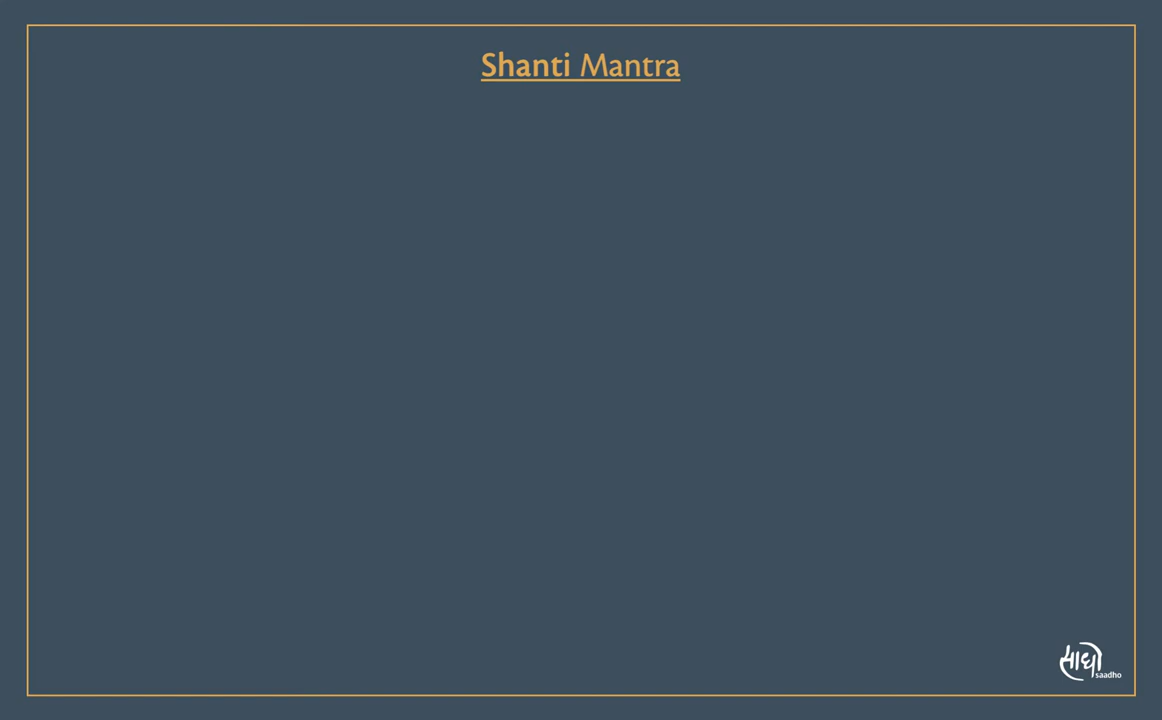 Shanti Mantra
साधो
saadho